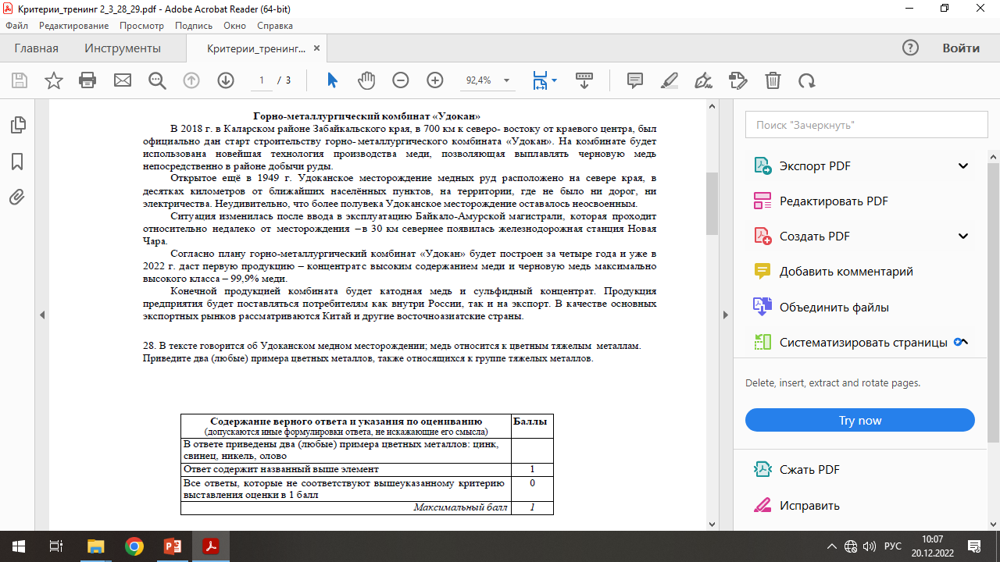 Критерии_тренинг 2_3_28_29.pdf - Adobe Acrobat Reader (64-bit)
Файл Редактирование Просмотр Подпись Окно Справка
Главная Инструменты Критерии_тренинг... × ? Войти
1 / 3 92,4%
Горно-металлургический комбинат «Удокан»
В 2018 г. в Каларском районе Забайкальского края, в 700 км к северо- востоку от краевого центра, был
официально дан старт строительству горно- металлургического комбината «Удокан». На комбинате будет
использована новейшая технология производства меди, позволяющая выплавлять черновую медь
непосредственно в районе добычи руды.
Открытое ещё в 1949 г. Удоканское месторождение медных руд расположено на севере края, в
десятках километров от ближайших населённых пунктов, на территории, где не было ни дорог, ни
электричества. Неудивительно, что более полувека Удоканское месторождение оставалось неосвоенным.
Ситуация изменилась после ввода в эксплуатацию Байкало-Амурской магистрали, которая проходит
относительно недалеко от месторождения – в 30 км севернее появилась железнодорожная станция Новая
Чара.
Согласно плану горно-металлургический комбинат «Удокан» будет построен за четыре года и уже в
2022 г. даст первую продукцию – концентрат с высоким содержанием меди и черновую медь максимально
высокого класса – 99,9% меди.
Конечной продукцией комбината будет катодная медь и сульфидный концентрат. Продукция
предприятия будет поставляться потребителям как внутри России, так и на экспорт. В качестве основных
экспортных рынков рассматриваются Китай и другие восточноазиатские страны.
28. В тексте говорится об Удоканском медном месторождении; медь относится к цветным тяжелым металлам.
Приведите два (любые) примера цветных металлов, также относящихся к группе тяжелых металлов.
Содержание верного ответа и указания по оцениванию Баллы
(допускаются иные формулировки ответа, не искажающие его смысла)
В ответе приведены два (любые) примера цветных металлов: цинк,
свинец, никель, олово
Ответ содержит названный выше элемент 1
Все ответы, которые не соответствуют вышеуказанному критерию 0
выставления оценки в 1 балл
Максимальный балл 1
Поиск "Зачеркнуть"
Экспорт PDF
Редактировать PDF
Создать PDF
Добавить комментарий
Объединить файлы
Систематизировать страницы
Delete, insert, extract and rotate pages.
Try now
Сжать PDF
Исправить
РУС
10:07
20.12.2022